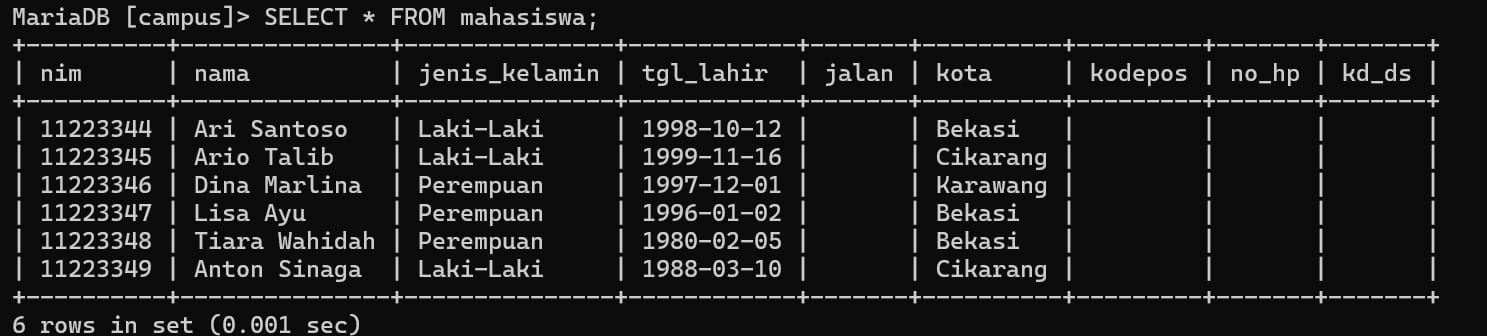 MariaDB [campus]> SELECT * FROM mahasiswa;
+----------+---------------+---------------+------------+-------+----------+---------+-------+-------+
| nim      | nama          | jenis_kelamin | tgl_lahir  | jalan | kota     | kodepos | no_hp | kd_ds |
+----------+---------------+---------------+------------+-------+----------+---------+-------+-------+
| 11223344 | Ari Santoso   | Laki-Laki     | 1998-10-12 |       | Bekasi   |         |       |       |
| 11223345 | Ario Talib    | Laki-Laki     | 1999-11-16 |       | Cikarang |         |       |       |
| 11223346 | Dina Marlina  | Perempuan     | 1997-12-01 |       | Karawang |         |       |       |
| 11223347 | Lisa Ayu      | Perempuan     | 1996-01-02 |       | Bekasi   |         |       |       |
| 11223348 | Tiara Wahidah | Perempuan     | 1980-02-05 |       | Bekasi   |         |       |       |
| 11223349 | Anton Sinaga  | Laki-Laki     | 1988-03-10 |       | Cikarang |         |       |       |
+----------+---------------+---------------+------------+-------+----------+---------+-------+-------+
6 rows in set (0.001 sec)